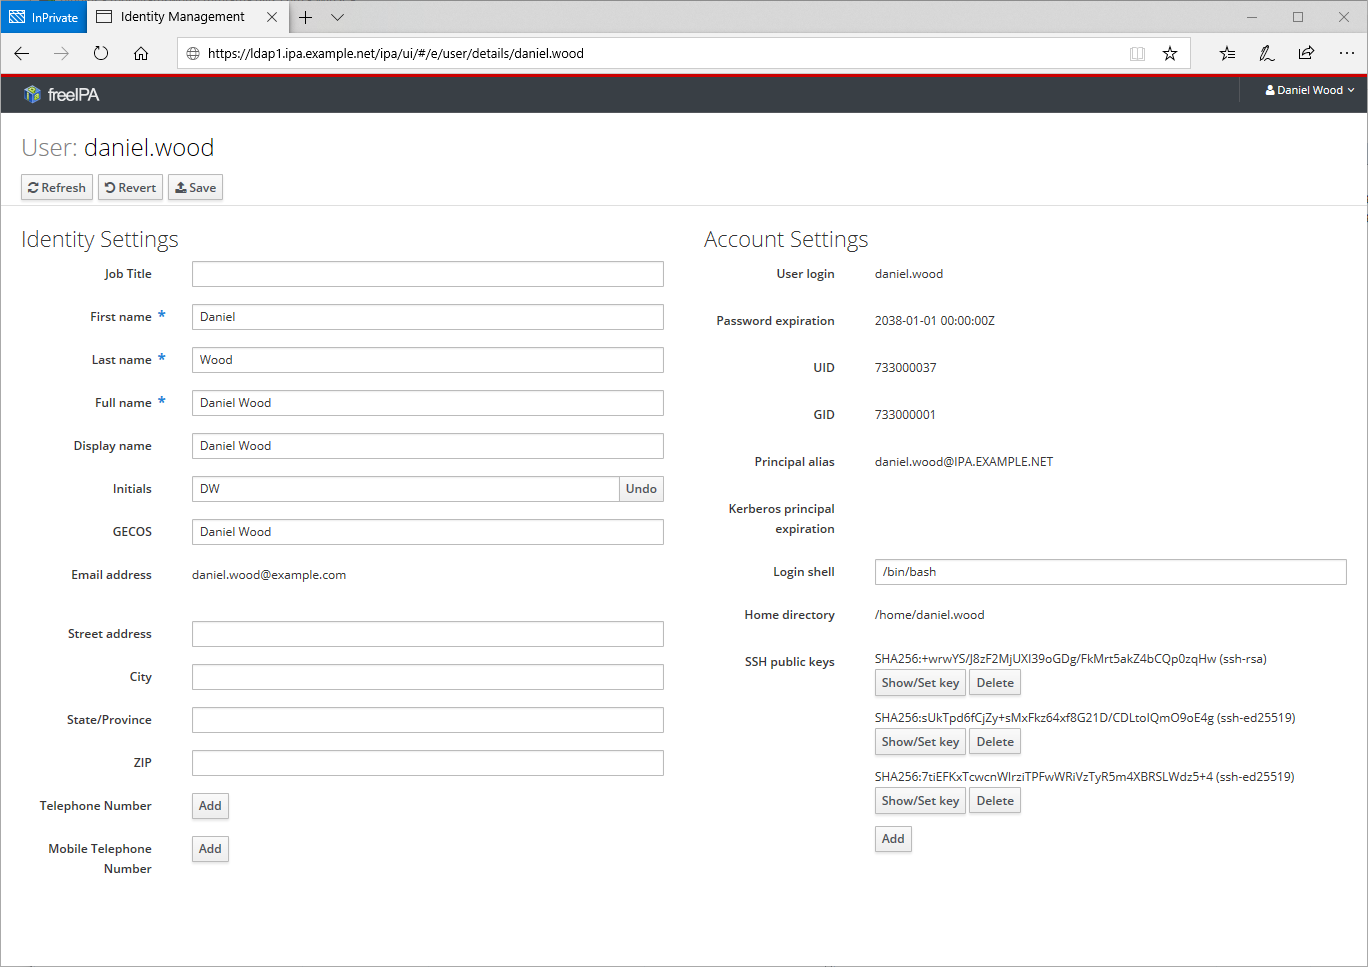 InPrivate
Identity Management
https://ldap1.ipa.example.net/ipa/ui/#/e/user/details/daniel.wood
freeIPA
Daniel Wood
User: daniel.wood
Refresh
Revert
Save
Identity Settings
Job Title
First name *
Daniel
Last name *
Wood
Full name *
Daniel Wood
Display name
Daniel Wood
Initials
DW
Undo
GECOS
Daniel Wood
Email address
daniel.wood@example.com
Street address
City
State/Province
ZIP
Telephone Number
Add
Mobile Telephone
Number
Add
Account Settings
User login
daniel.wood
Password expiration
2038-01-01 00:00:00Z
UID
733000037
GID
733000001
Principal alias
daniel.wood@IPA.EXAMPLE.NET
Kerberos principal
expiration
Login shell
/bin/bash
Home directory
/home/daniel.wood
SSH public keys
SHA256:+wrwYS/J8zF2MjUXI39oGDg/FkMrt5akZ4bCQp0zqHw (ssh-rsa)
Show/Set key
Delete
SHA256:sUkTpd6fCjZy+sMxFkz64xf8G21D/CDLtoIQmO9oE4g (ssh-ed25519)
Show/Set key
Delete
SHA256:7tiEFKxTcwcnWIrziTPFwWRiVzTyR5m4XBRSLWdz5+4 (ssh-ed25519)
Show/Set key
Delete
Add